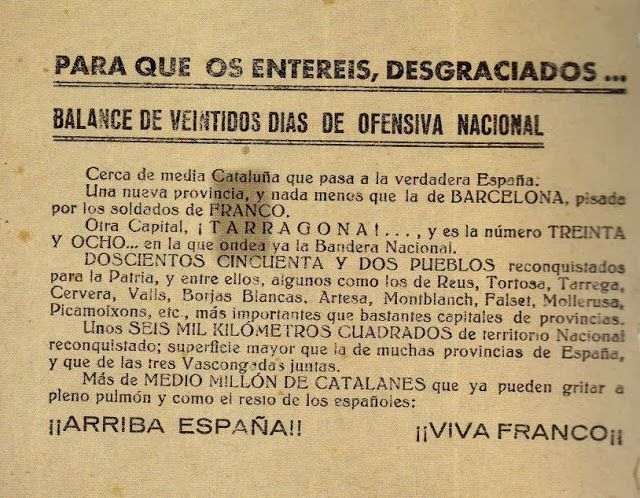 PARA QUE OS ENTEREIS, DESGRACIADOS ...
BALANCE DE VEINTIDOS DIAS DE OFENSIVA NACIONAL
Cerca de media Cataluña que pasa a la verdadera España.
Una nueva provincia, y nada menos que la de BARCELONA, pisada
por los soldados de FRANCO.
Otra Capital, ¡TARRAGONA!..., y es la número TREINTA
Y OCHO... en la que ondea ya la Bandera Nacional.
DOSCIENTOS CINCUENTA Y DOS PUEBLOS reconquistados
para la Patria, y entre ellos, algunos como los de Reus, Tortosa, Tarrega,
Cervera, Valls, Borjas Blancas, Artesa, Montblanch, Falset, Mollerusa,
Picamoixons, etc., más importantes que bastantes capitales de provincias.
Unos SEIS MIL KILÓMETROS CUADRADOS de territorio Nacional
reconquistado; superficie mayor que la de muchas provincias de España,
y que de las tres Vascongadas juntas.
Más de MEDIO MILLÓN DE CATALANES que ya pueden gritar a
pleno pulmón y como el resto de los españoles:
¡¡ARRIBA ESPAÑA!! ¡¡VIVA FRANCO¡¡